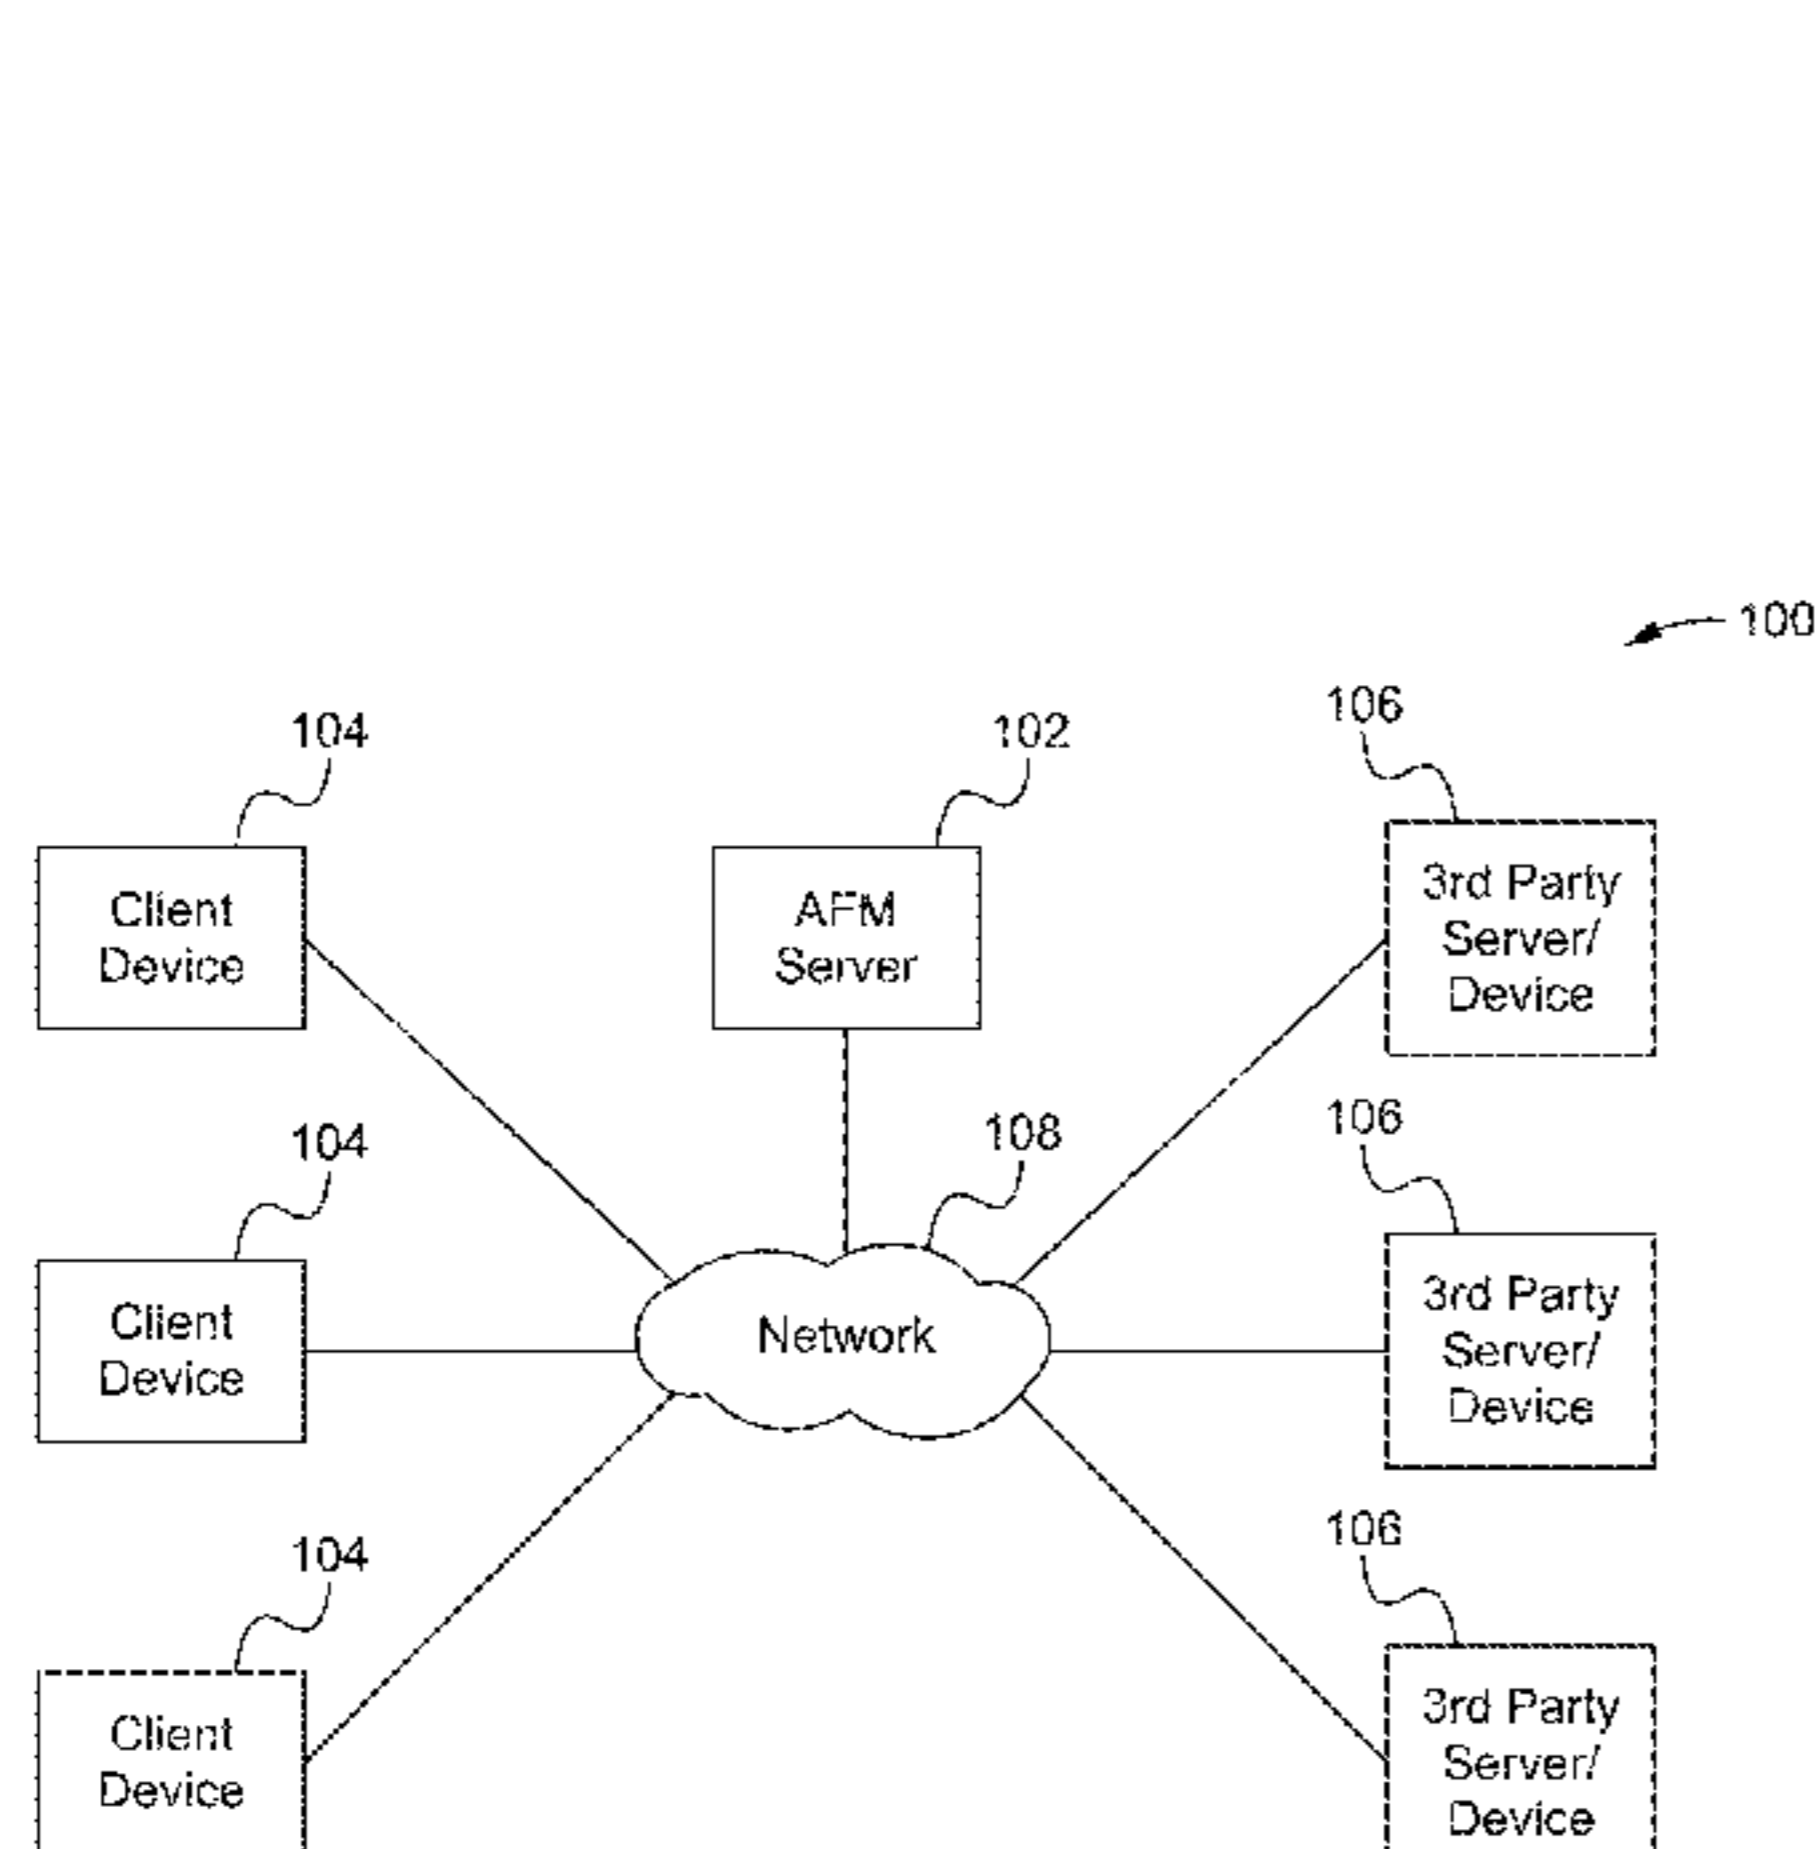 100
104
102
106
Client
Device
AFM
Server
3rd Party
Server/
Device
104
108
106
Client
Device
Network
3rd Party
Server/
Device
104
106
Client
Device
3rd Party
Server/
Device